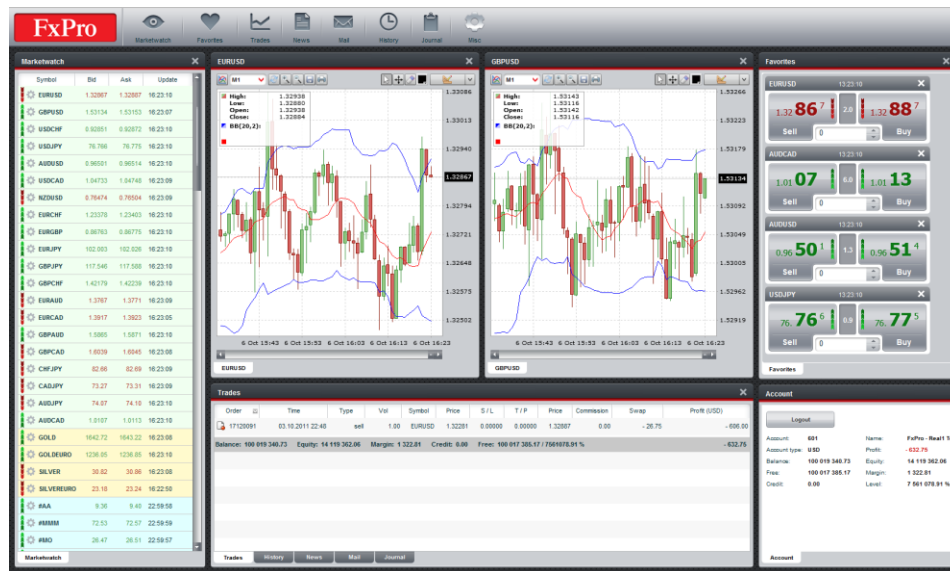 FxPro
Marketwatch Favorites Trades News Mail History Journal Misc
Marketwatch
Symbol Bid Ask Update
EURUSD 1.32867 1.32887 16:23:10
GBPUSD 1.53134 1.53153 16:23:07
USDCHF 0.92851 0.92872 16:23:10
USDJPY 76.766 76.775 16:23:10
AUDUSD 0.96501 0.96514 16:23:10
USDCAD 1.04733 1.04748 16:23:09
NZDUSD 0.76474 0.76504 16:23:09
EURCHF 1.23378 1.23403 16:23:10
EURGBP 0.86763 0.86775 16:23:10
EURJPY 102.003 102.026 16:23:10
GBPJPY 117.546 117.588 16:23:10
GBPCHF 1.42179 1.42239 16:23:10
EURAUD 1.3767 1.3771 16:23:09
EURCAD 1.3917 1.3923 16:23:05
GBPAUD 1.5865 1.5871 16:23:10
GBPCAD 1.6039 1.6045 16:23:08
CHFJPY 82.66 82.69 16:23:09
CADJPY 73.27 73.31 16:23:09
AUDJPY 74.07 74.10 16:23:10
AUDCAD 1.0107 1.0113 16:23:10
GOLD 1642.72 1643.22 16:23:08
GOLDEURO 1236.05 1236.65 16:23:10
SILVER 30.82 30.86 16:23:08
SILVEREURO 23.18 23.24 16:22:50
#AA 9.38 9.40 22:59:50
#MMM 72.53 72.57 22:59:59
#MO 26.47 26.51 22:59:57
Marketwatch
EURUSD
M1
High: 1.32938
Low: 1.32880
Open: 1.32938
Close: 1.32884
BB(20,2):
1.33086
1.33013
1.32940
1.32867
1.32794
1.32721
1.32648
1.32575
1.32502
6 Oct 15:43 6 Oct 15:53 6 Oct 16:03 6 Oct 16:13 6 Oct 16:23
EURUSD
GBPUSD
M1
High: 1.53143
Low: 1.53116
Open: 1.53142
Close: 1.53116
BB(20,2):
1.53266
1.53223
1.53179
1.53134
1.53092
1.53049
1.53005
1.52962
1.52919
6 Oct 15:43 6 Oct 15:53 6 Oct 16:03 6 Oct 16:13 6 Oct 16:23
GBPUSD
Favorites
EURUSD 13:23:10
1.32 86 7 2.0 1.32 88 7
Sell 0 Buy
AUDCAD 13:23:10
1.01 07 6.0 1.01 13
Sell 0 Buy
AUDUSD 13:23:10
0.96 50 1 1.3 0.96 51 4
Sell 0 Buy
USDJPY 13:23:10
76. 76 6 0.9 76. 77 5
Sell 0 Buy
Favorites
Trades
Order Time Type Vol Symbol Price S / L T / P Price Commission Swap Profit (USD)
17120091 03.10.2011 22:48 sell 1.00 EURUSD 1.32281 0.00000 0.00000 1.32887 0.00 - 26.75 - 606.00
Balance: 100 019 340.73 Equity: 14 119 362.06 Margin: 1 322.81 Credit: 0.00 Free: 100 017 385.17 / 7561078.91 % - 632.75
Trades History News Mail Journal
Account
Logout
Account: 601 Name: FxPro - Real1
Account type: USD Profit: - 632.75
Balance: 100 019 340.73 Equity: 14 119 362.06
Free: 100 017 385.17 Margin: 1 322.81
Credit: 0.00 Level: 7 561 078.91 %
Account